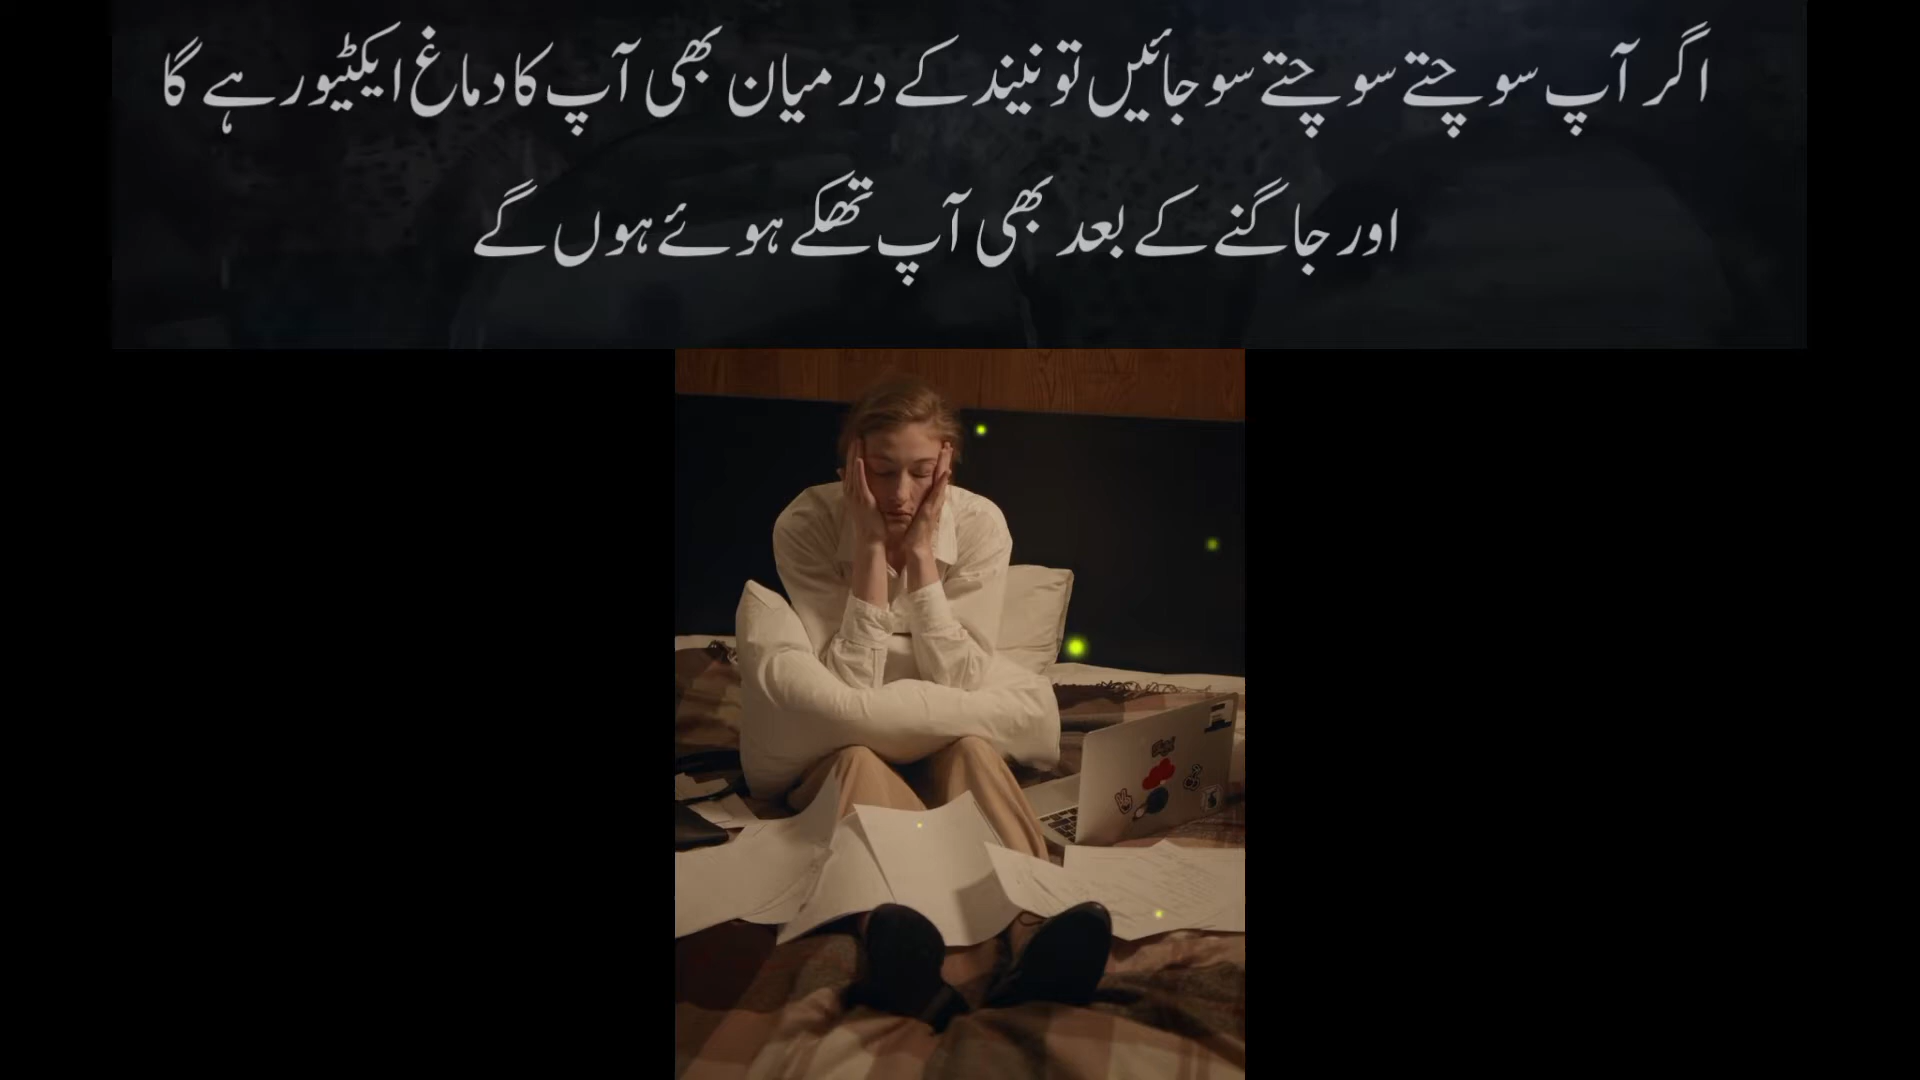 اگر آپ سوچتے سوچتے سو جائیں تو نیند کے درمیان بھی آپ کا دماغ ایکٹیو رہے گا
اور جاگنے کے بعد بھی آپ تھکے ہوئے ہوں گے